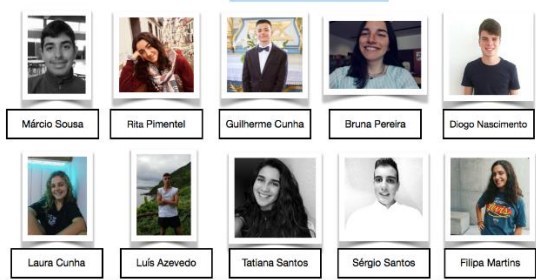 Márcio Sousa
Rita Pimentel
Guilherme Cunha
Bruna Pereira
Diogo Nascimento
Laura Cunha
Luís Azevedo
Tatiana Santos
Sérgio Santos
Filipa Martins